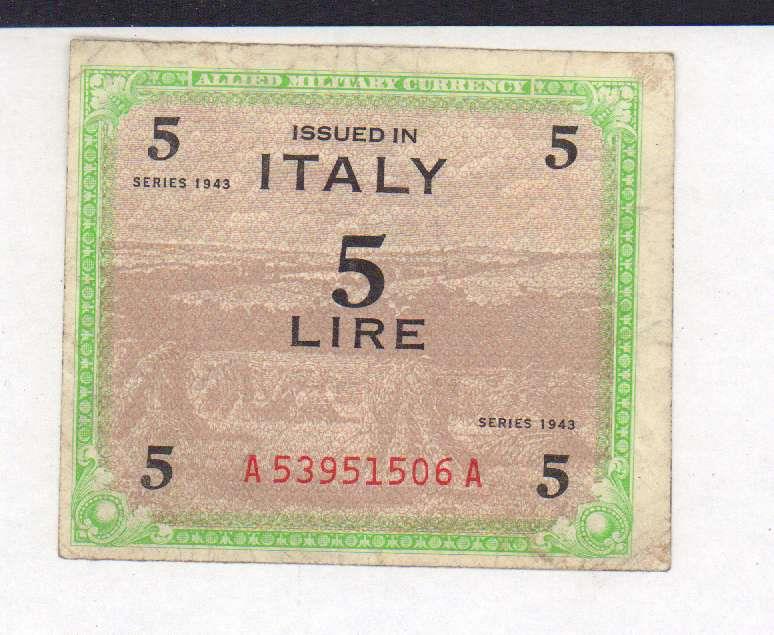 ALLIED MILITARY CURRENCY
5 ISSUED IN 5
SERIES 1943 ITALY
5
LIRE
SERIES 1943
5 A 53951506 A 5